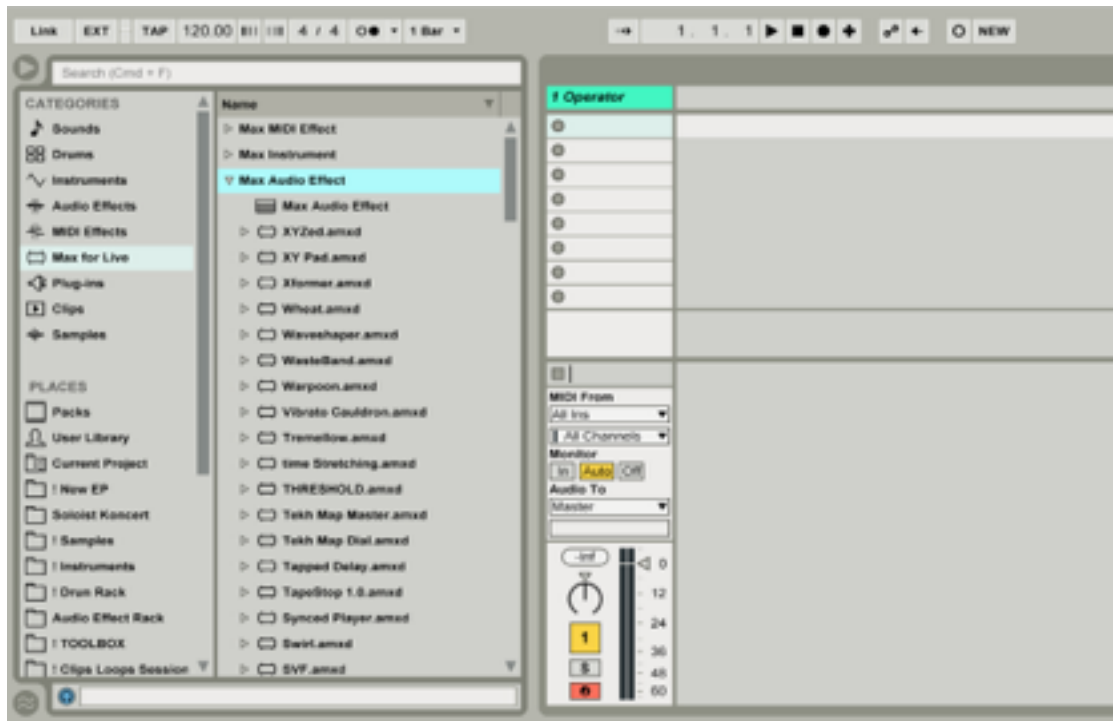 Link EXT TAP 120.00 4 / 4 1 Bar 1. 1. 1 NEW
Search (Cmd + F)
CATEGORIES
Sounds
Drums
Instruments
Audio Effects
MIDI Effects
Max for Live
Plug-ins
Clips
Samples
PLACES
Packs
User Library
Current Project
! New EP
Soloist Koncert
! Samples
! Instruments
! Drun Rack
Audio Effect Rack
! TOOLBOX
! Clips Loops Session
Name
Max MIDI Effect
Max Instrument
Max Audio Effect
Max Audio Effect
XYZed.amxd
XY Pad.amxd
Xformer.amxd
Wheat.amxd
Waveshaper.amxd
WasteBand.amxd
Warpoon.amxd
Vibrato Cauldron.amxd
Tremellow.amxd
time Stretching.amxd
THRESHOLD.amxd
Tekh Map Master.amxd
Tekh Map Dial.amxd
Tapped Delay.amxd
TapeStop 1.0.amxd
Synced Player.amxd
Swirl.amxd
SVF.amxd
1 Operator
MIDI From
All Ins
All Channels
Monitor
In Auto Off
Audio To
Master
-Inf
0
12
24
1
36
S
48
60